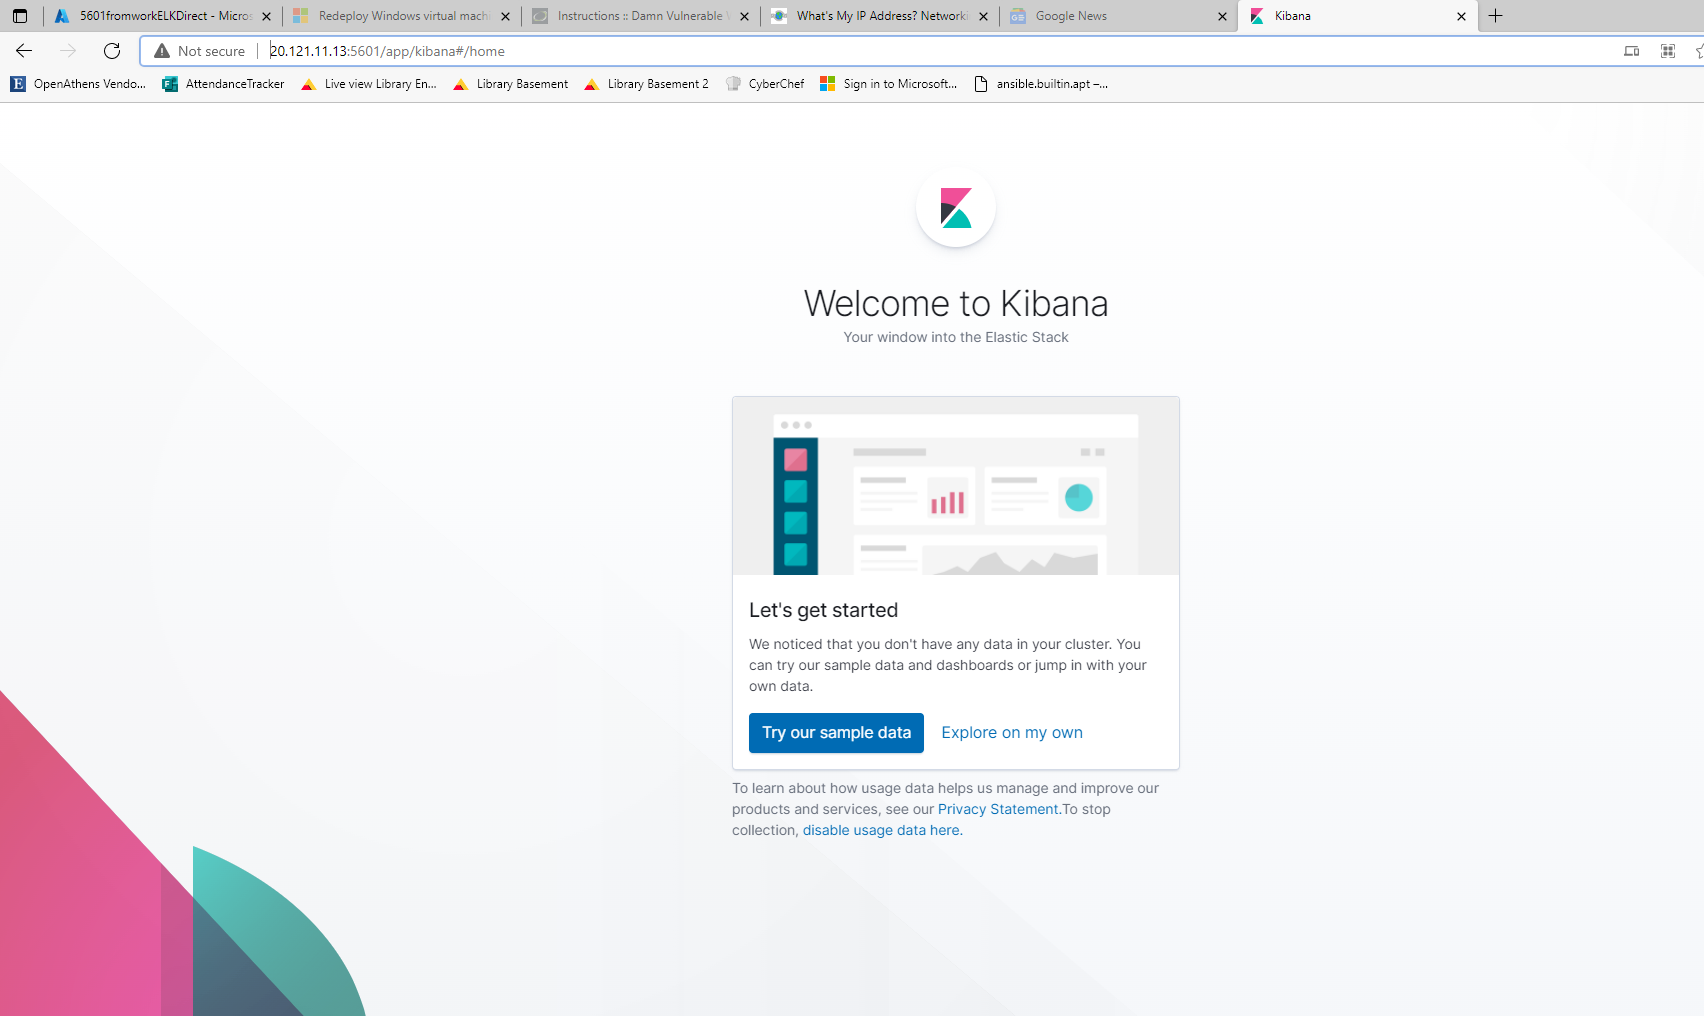 5601fromworkELKDirect - Micros
Redeploy Windows virtual mach
Instructions :: Damn Vulnerable
What's My IP Address? Networki
Google News
Kibana
Not secure
20.121.11.13:5601/app/kibana#/home
OpenAthens Vendo...
AttendanceTracker
Live view Library En...
Library Basement
Library Basement 2
CyberChef
Sign in to Microsoft...
ansible.builtin.apt –...
Welcome to Kibana
Your window into the Elastic Stack
Let's get started
We noticed that you don't have any data in your cluster. You
can try our sample data and dashboards or jump in with your
own data.
Try our sample data
Explore on my own
To learn about how usage data helps us manage and improve our
products and services, see our Privacy Statement.To stop
collection, disable usage data here.